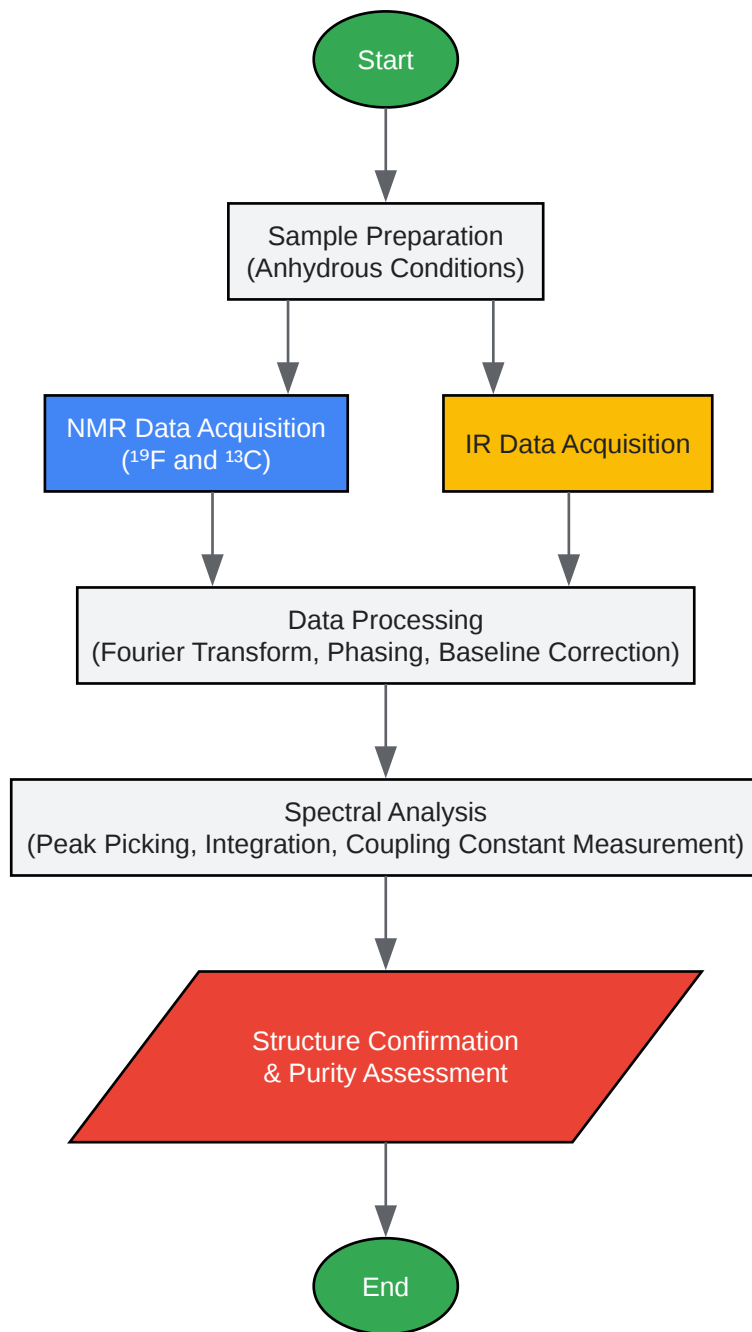 Start
Sample Preparation
(Anhydrous Conditions)
NMR Data Acquisition
(¹⁹F and ¹³C)
IR Data Acquisition
Data Processing
(Fourier Transform, Phasing, Baseline Correction)
Spectral Analysis
(Peak Picking, Integration, Coupling Constant Measurement)
Structure Confirmation
& Purity Assessment
End